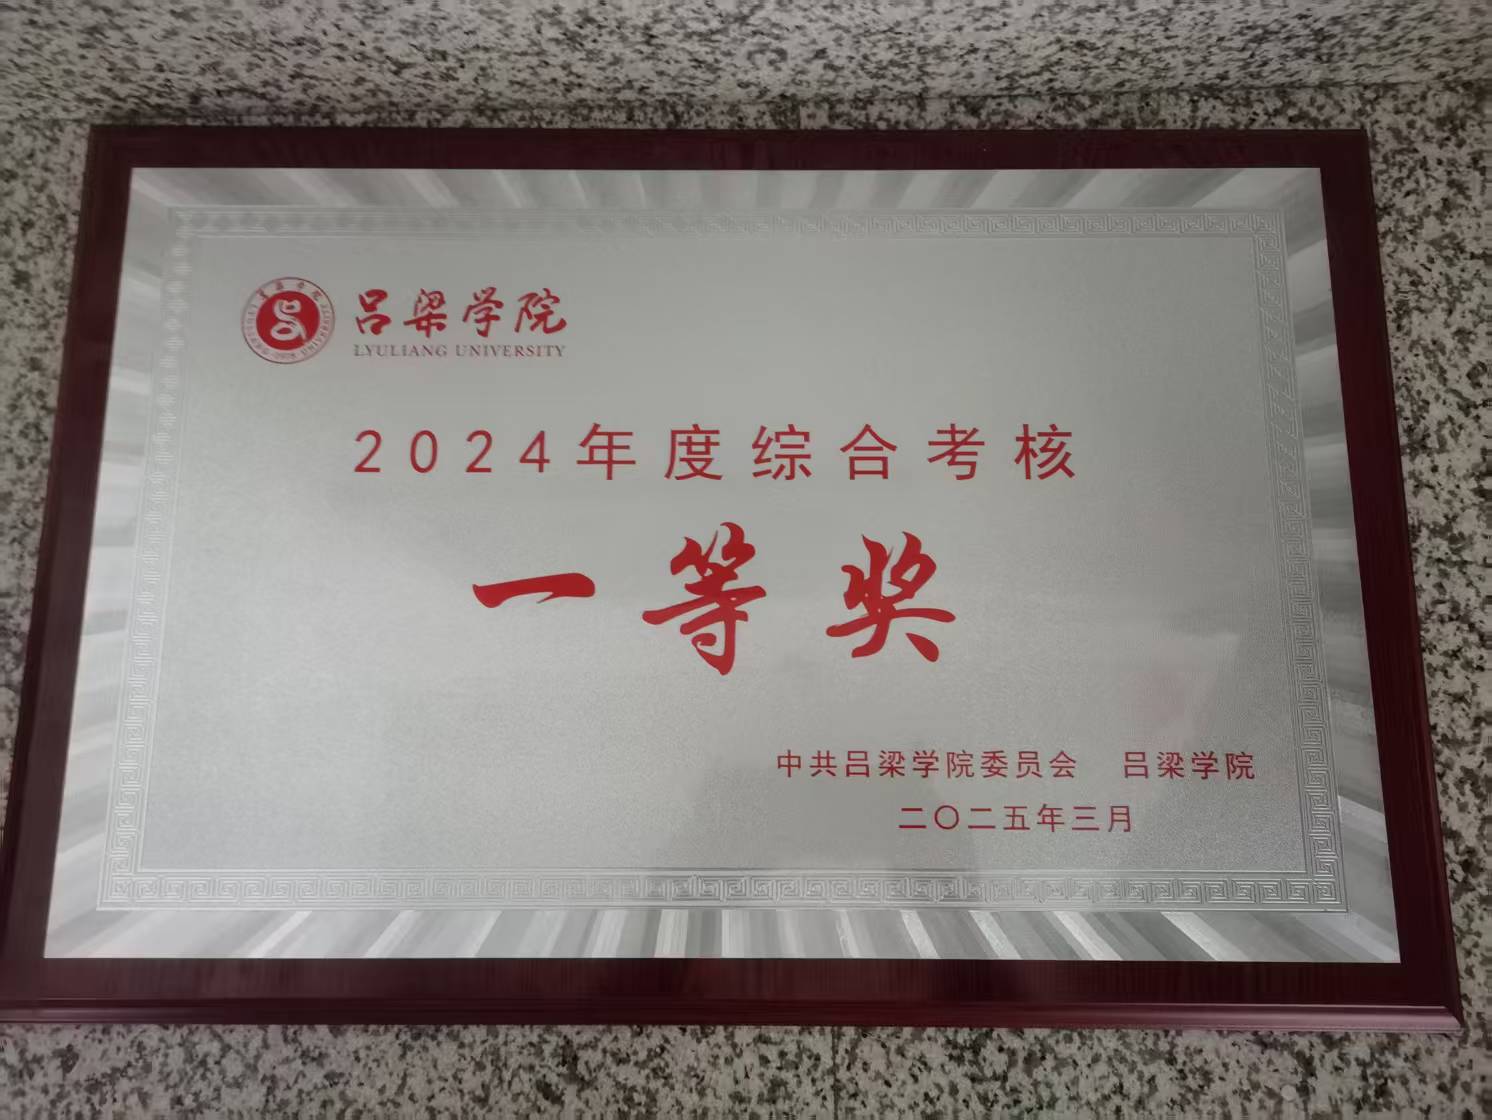 吕梁学院
LYULIANG UNIVERSITY
2024年度综合考核
一等奖
中共吕梁学院委员会 吕梁学院
二〇二五年三月